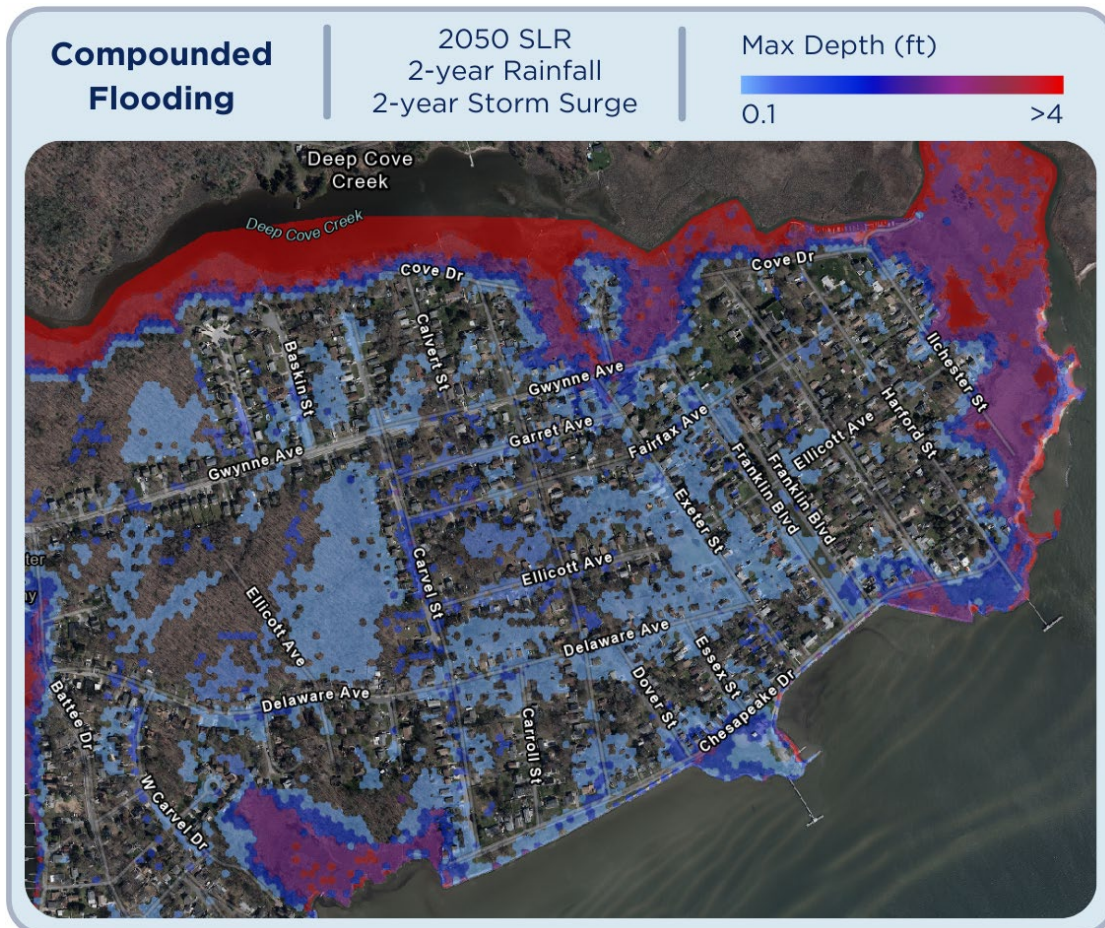 Compounded
Flooding
2050 SLR
2-year Rainfall
2-year Storm Surge
Max Depth (ft)
0.1
>4
Deep Cove
Creek
Deep Cove Creek
Cove Dr
Cove Dr
Calvert St
Baskin St
Ilchester St
Gwynne Ave
Harford St
Garret Ave
Fairfax Ave
Ellicott Ave
Gwynne Ave
Franklin Blvd
Franklin Blvd
Exeter St
Carvel St
Ellicott Ave
Ellicott Ave
Delaware Ave
Essex St
Delaware Ave
Dover St
Battee Dr
Chesapeake Dr
Carroll St
W Carvel Dr